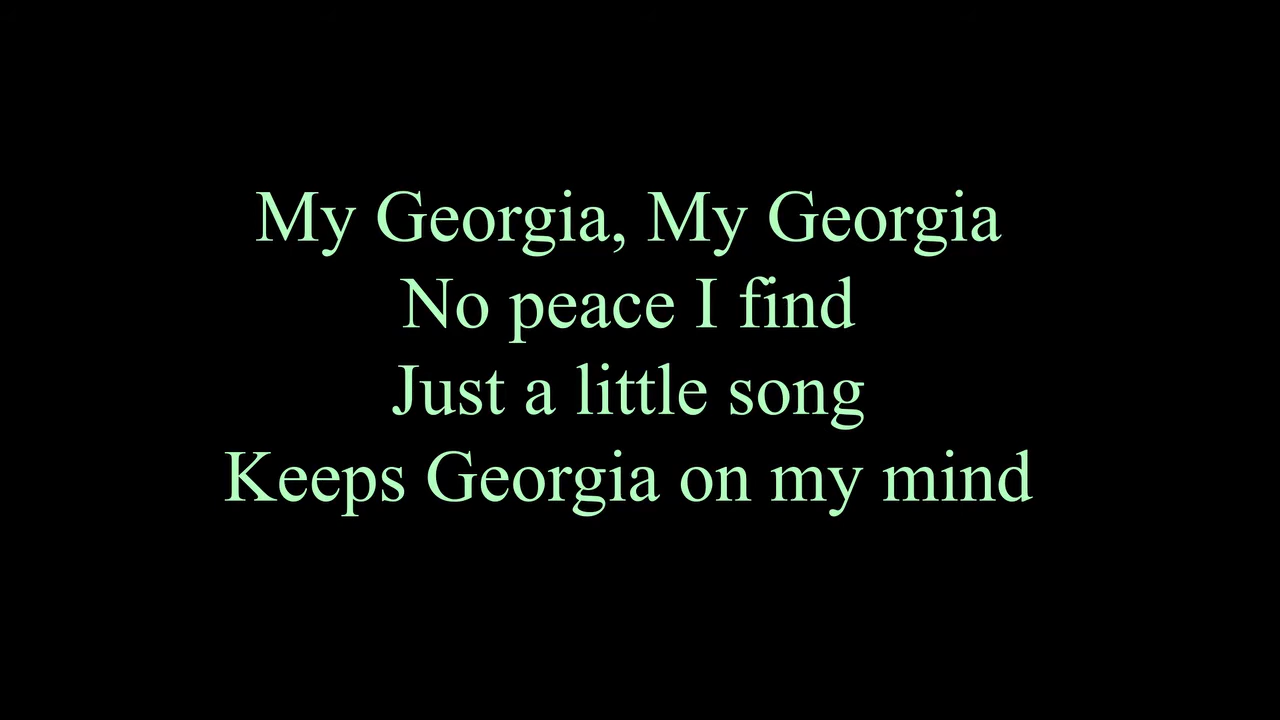 My Georgia, My Georgia
No peace I find
Just a little song
Keeps Georgia on my mind